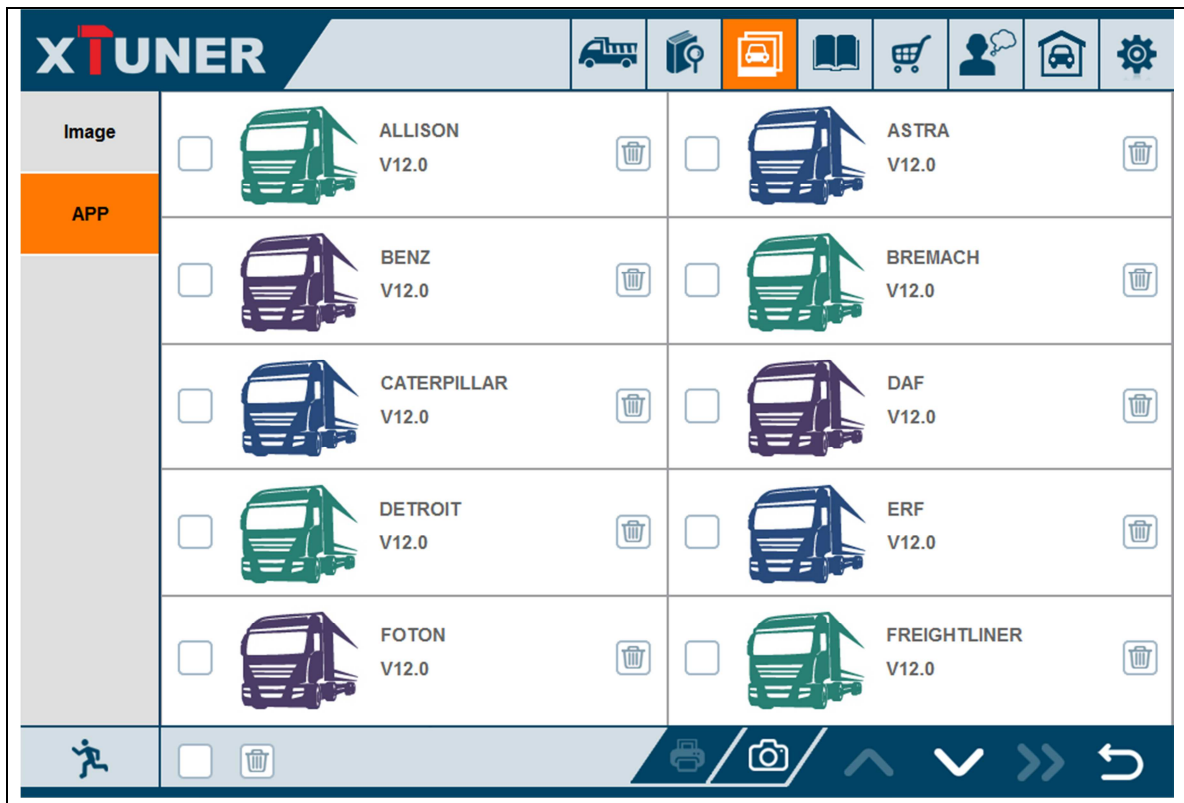 XTUNER
Image
APP
ALLISON
V12.0
ASTRA
V12.0
BENZ
V12.0
BREMACH
V12.0
CATERPILLAR
V12.0
DAF
V12.0
DETROIT
V12.0
ERF
V12.0
FOTON
V12.0
FREIGHTLINER
V12.0